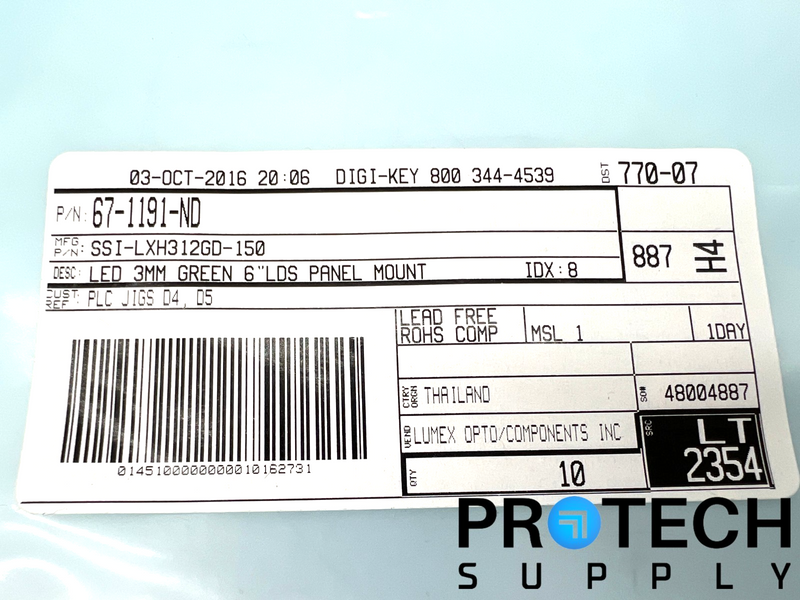 03-OCT-2016 20:06 DIGI-KEY 800 344-4539 DIST 770-07
P/N: 67-1191-ND
MFG P/N: SSI-LXH312GD-150
887 H4
DESC: LED 3MM GREEN 6"LDS PANEL MOUNT IDX: 8
CUST REF: PLC JIGS D4, D5
LEAD FREE
ROHS COMP MSL 1 1DAY
CTRY ORGN THAILAND SO# 48004887
VEND LUMEX OPTO/COMPONENTS INC
SRC LT
2354
QTY 10
0145100000000010162731
PROTECH
SUPPLY